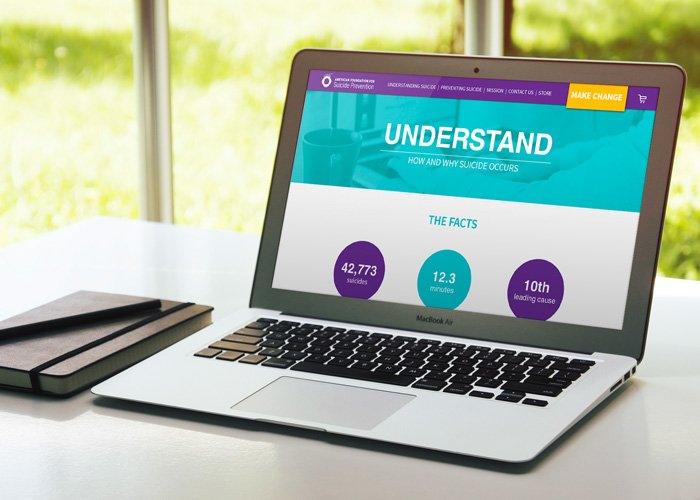 AMERICAN FOUNDATION FOR
Suicide Prevention
UNDERSTANDING SUICIDE | PREVENTING SUICIDE | MISSION | CONTACT US | STORE
MAKE CHANGE
UNDERSTAND
HOW AND WHY SUICIDE OCCURS
THE FACTS
42,773
suicides
12.3
minutes
10th
leading cause
MacBook Air